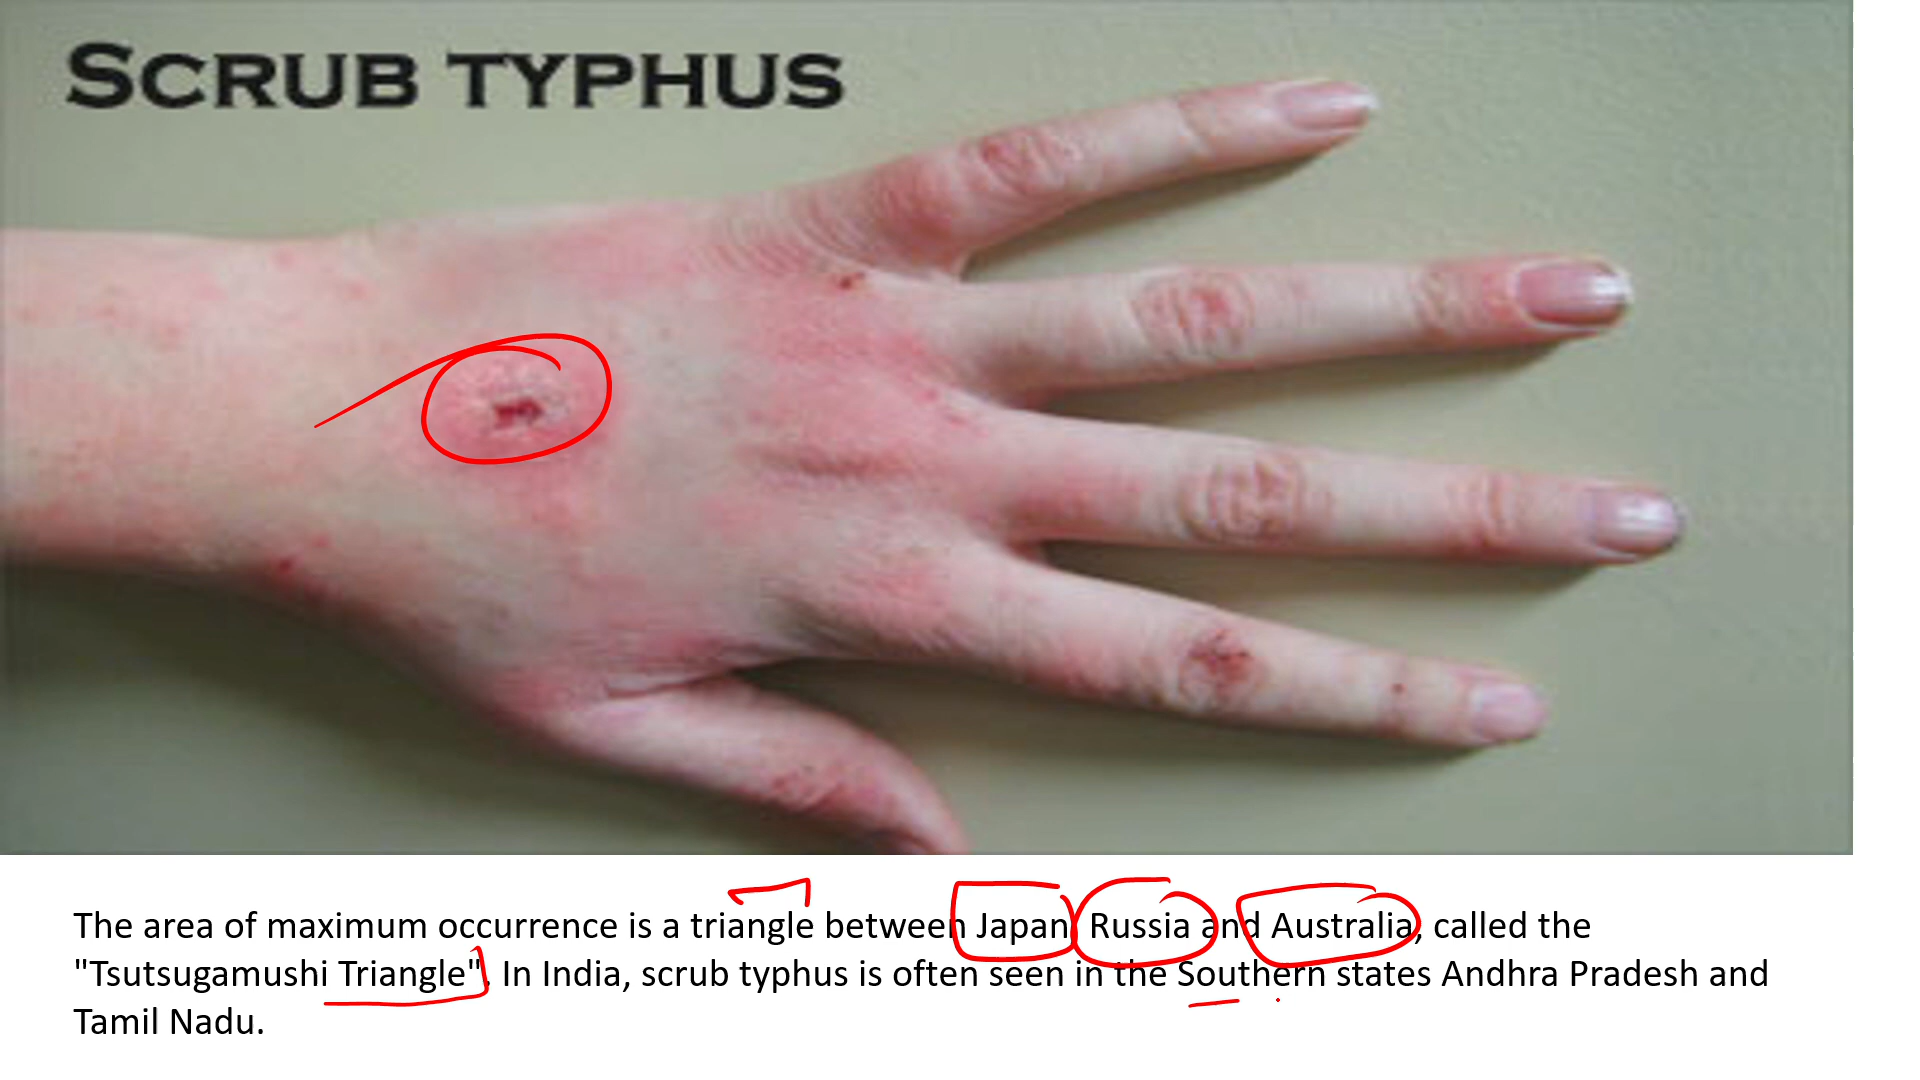 SCRUB TYPHUS
The area of maximum occurrence is a triangle between Japan, Russia and Australia, called the
"Tsutsugamushi Triangle". In India, scrub typhus is often seen in the Southern states Andhra Pradesh and
Tamil Nadu.